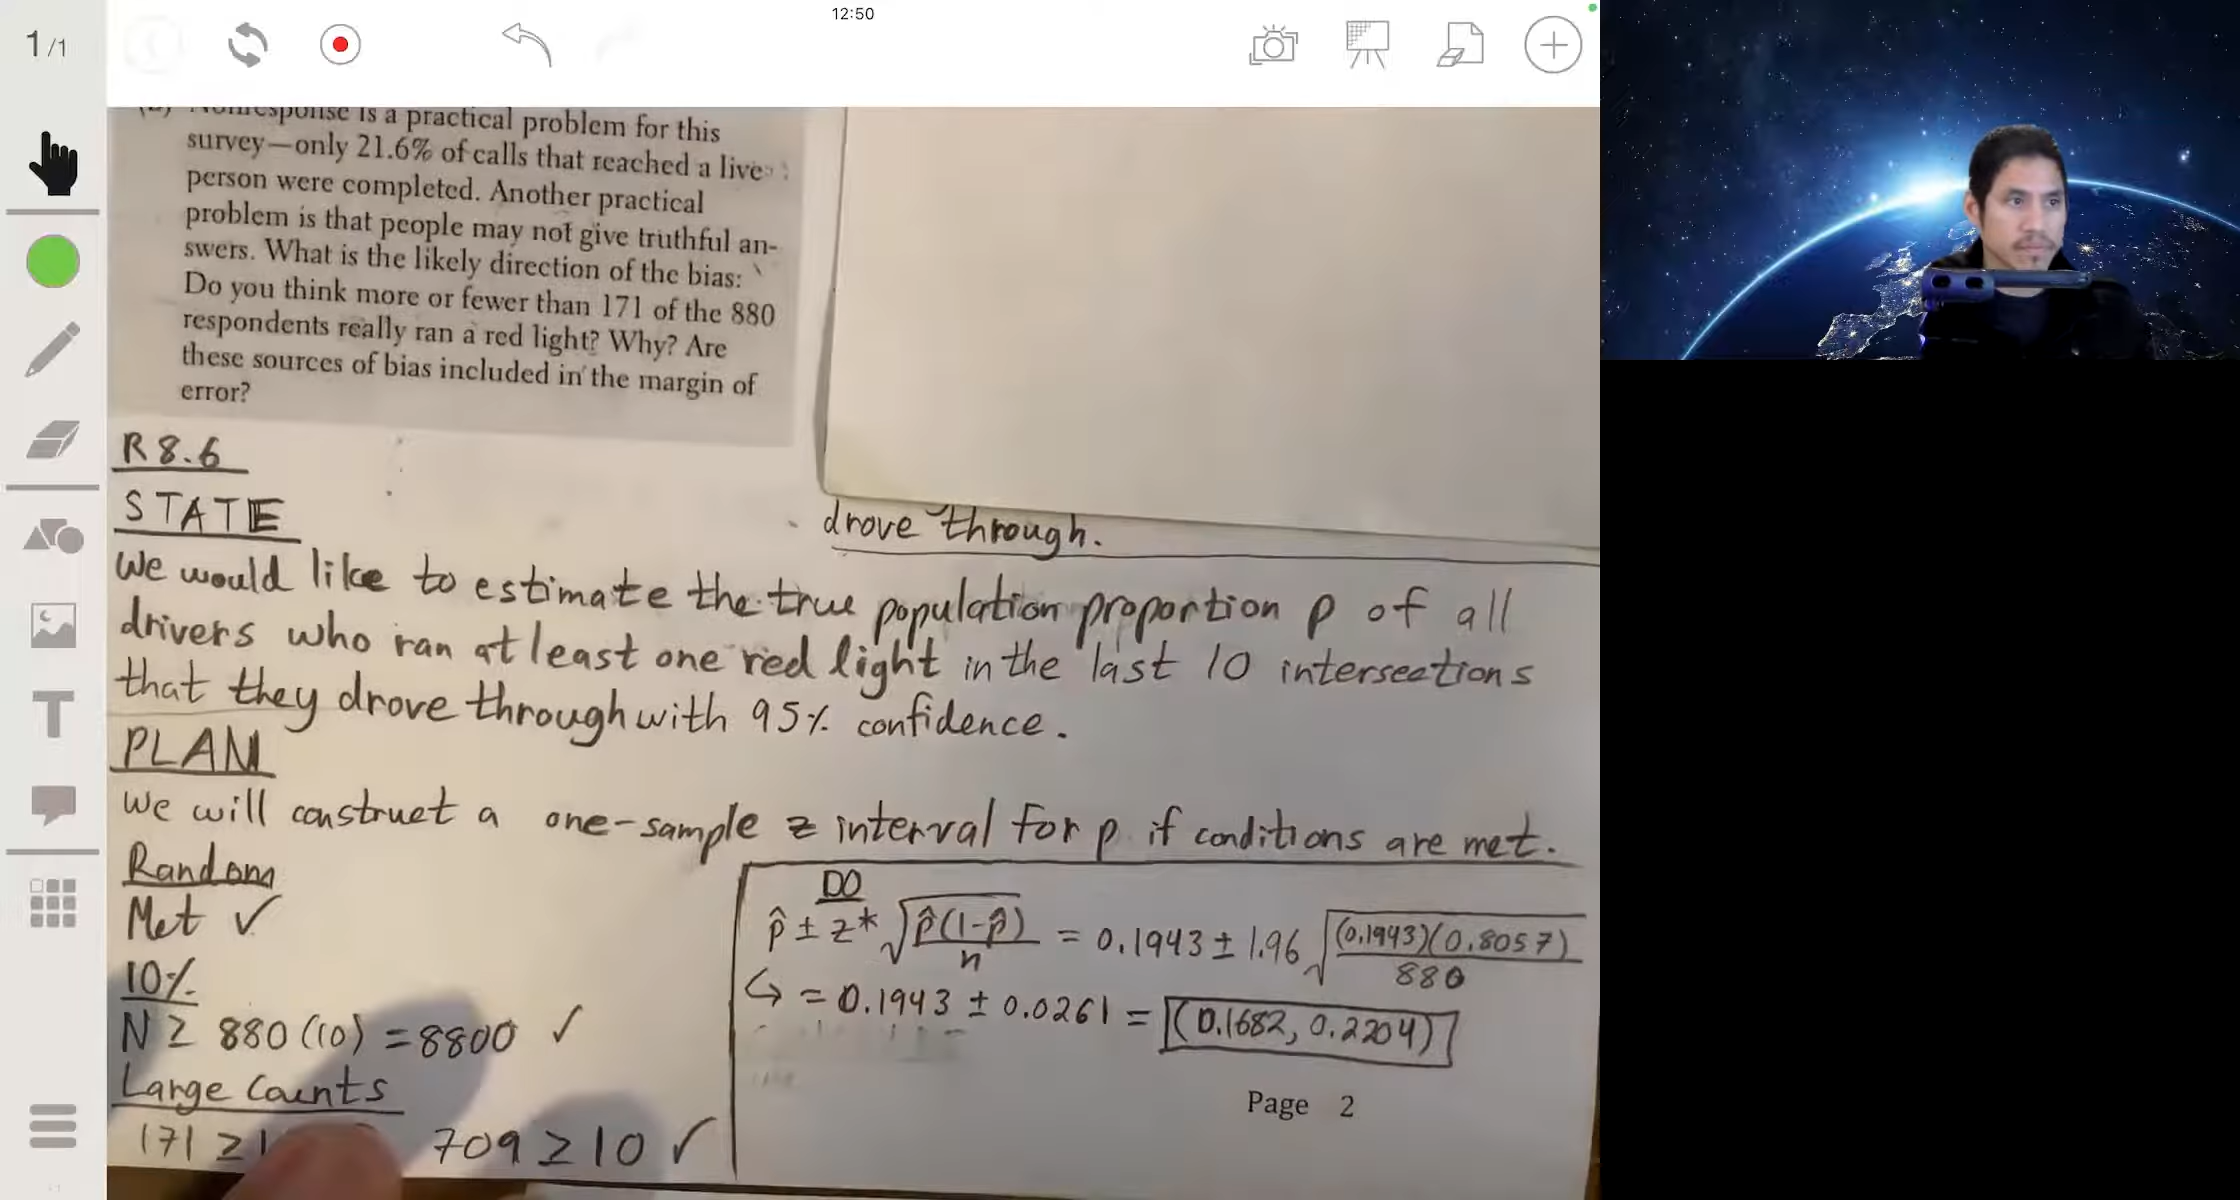 12:50
1/1
Nonresponse is a practical problem for this
survey—only 21.6% of calls that reached a live
person were completed. Another practical
problem is that people may not give truthful an-
swers. What is the likely direction of the bias:
Do you think more or fewer than 171 of the 880
respondents really ran a red light? Why? Are
these sources of bias included in the margin of
error?
R8.6
STATE
drove through.
We would like to estimate the true population proportion p of all
drivers who ran at least one red light in the last 10 intersections
that they drove through with 95% confidence.
PLAN
We will construct a one-sample z interval for p if conditions are met.
Random
Met ✓
10%
N ≥ 880 (10) = 8800 ✓
Large Counts
171 ≥ 709 ≥ 10 ✓
DO
p̂ ± z* √p̂(1-p̂)/n = 0.1943 ± 1.96 √(0.1943)(0.8057)/880
↪ = 0.1943 ± 0.0261 = (0.1682, 0.2204)
Page 2
T